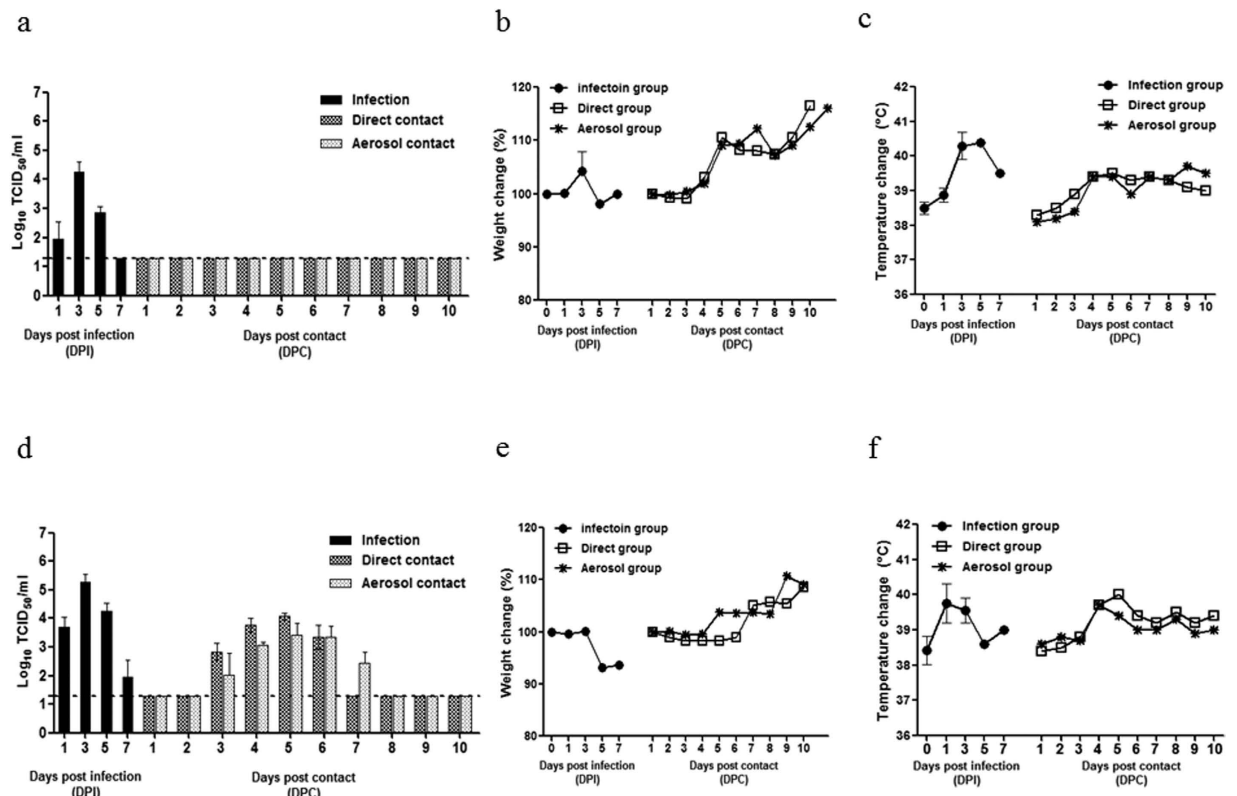 a
7
6
5
4
3
2
1
0
Log10 TCID50/ml
Infection
Direct contact
Aerosol contact
1 3 5 7 1 2 3 4 5 6 7 8 9 10
Days post infection
(DPI)
Days post contact
(DPC)
b
120
110
100
90
80
Weight change (%)
infectoin group
Direct group
Aerosol group
0 1 3 5 7 1 2 3 4 5 6 7 8 9 10
Days post infection
(DPI)
Days post contact
(DPC)
c
42
41
40
39
38
37
36
Temperature change (°C)
Infection group
Direct group
Aerosol group
0 1 3 5 7 1 2 3 4 5 6 7 8 9 10
Days post infection
(DPI)
Days post contact
(DPC)
d
7
6
5
4
3
2
1
0
Log10 TCID50/ml
Infection
Direct contact
Aerosol contact
1 3 5 7 1 2 3 4 5 6 7 8 9 10
Days post infection
(DPI)
Days post contact
(DPC)
e
120
110
100
90
80
Weight change (%)
infectoin group
Direct group
Aerosol group
0 1 3 5 7 1 2 3 4 5 6 7 8 9 10
Days post infection
(DPI)
Days post contact
(DPC)
f
42
41
40
39
38
37
36
Temperature change (°C)
Infection group
Direct group
Aerosol group
0 1 3 5 7 1 2 3 4 5 6 7 8 9 10
Days post infection
(DPI)
Days post contact
(DPC)